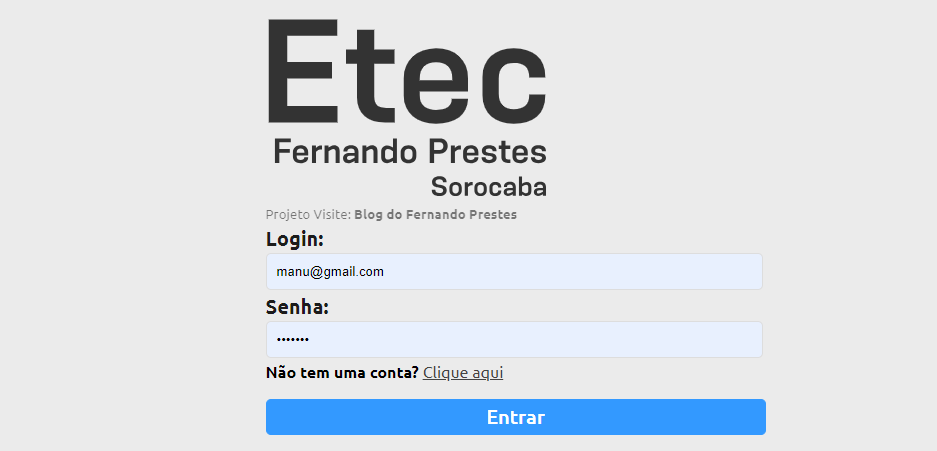 Etec
Fernando Prestes
Sorocaba
Projeto Visite: Blog do Fernando Prestes
Login:
manu@gmail.com
Senha:
•••••••
Não tem uma conta? Clique aqui
Entrar